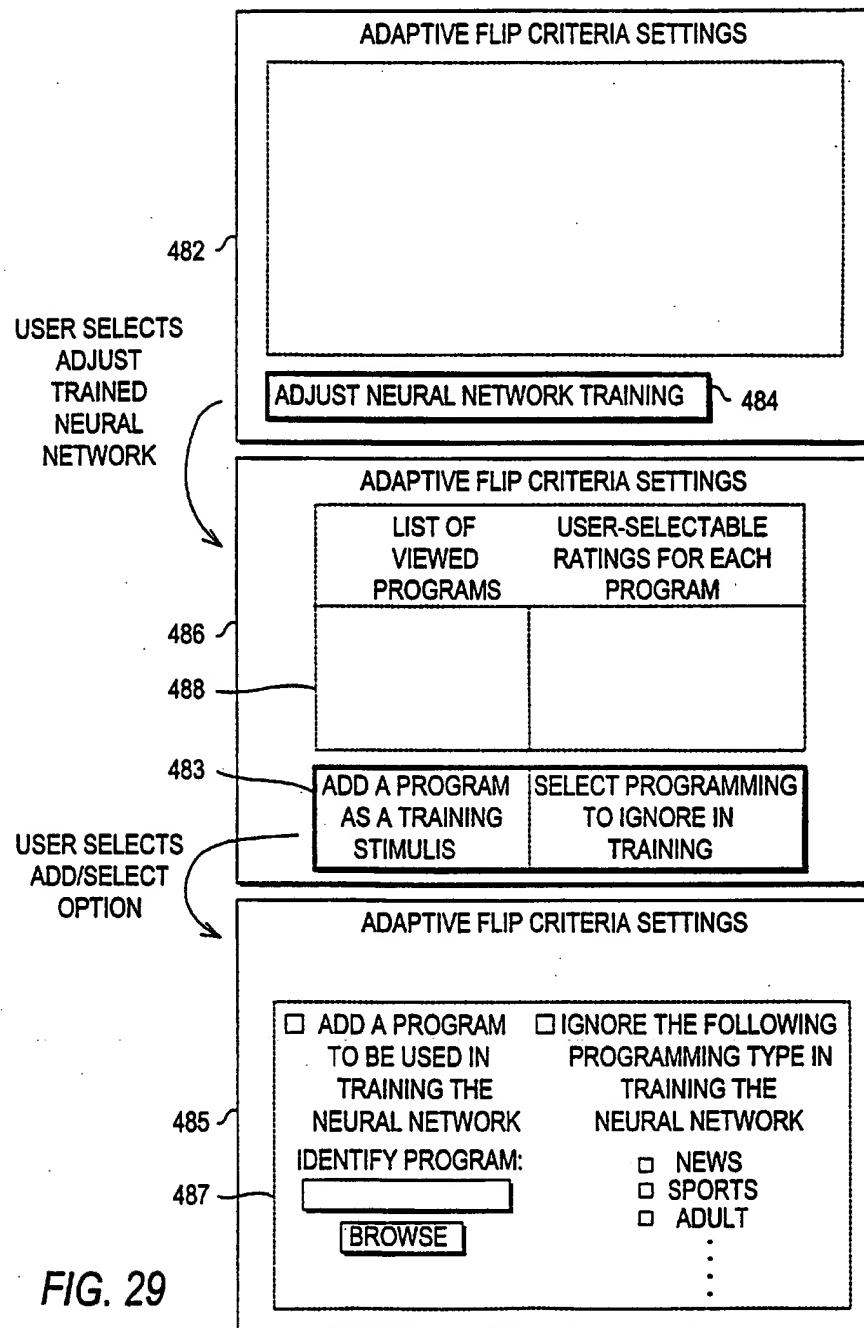 ADAPTIVE FLIP CRITERIA SETTINGS
482
USER SELECTS
ADJUST
TRAINED
NEURAL
NETWORK
ADJUST NEURAL NETWORK TRAINING
484
ADAPTIVE FLIP CRITERIA SETTINGS
LIST OF
VIEWED
PROGRAMS
USER-SELECTABLE
RATINGS FOR EACH
PROGRAM
486
488
483
ADD A PROGRAM
AS A TRAINING
STIMULIS
SELECT PROGRAMMING
TO IGNORE IN
TRAINING
USER SELECTS
ADD/SELECT
OPTION
ADAPTIVE FLIP CRITERIA SETTINGS
ADD A PROGRAM
TO BE USED IN
TRAINING THE
NEURAL NETWORK
IDENTIFY PROGRAM:
BROWSE
IGNORE THE FOLLOWING
PROGRAMMING TYPE IN
TRAINING THE
NEURAL NETWORK
NEWS
SPORTS
ADULT
485
487
FIG. 29